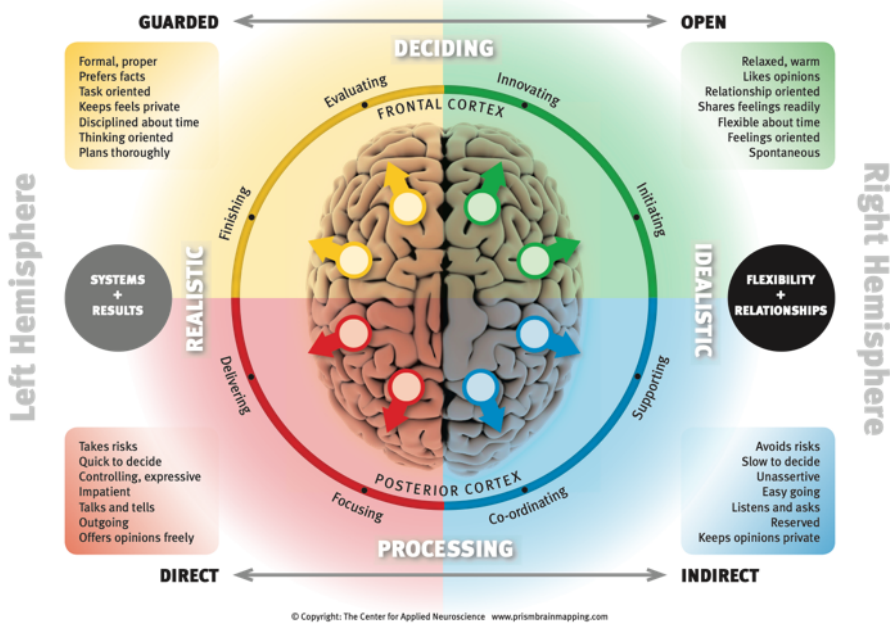 GUARDED
OPEN
DECIDING
Formal, proper
Prefers facts
Task oriented
Keeps feels private
Disciplined about time
Thinking oriented
Plans thoroughly
Relaxed, warm
Likes opinions
Relationship oriented
Shares feelings readily
Flexible about time
Feelings oriented
Spontaneous
Evaluating
Innovating
FRONTAL CORTEX
Finishing
Initiating
Left Hemisphere
SYSTEMS
+
RESULTS
REALISTIC
IDEALISTIC
FLEXIBILITY
+
RELATIONSHIPS
Right Hemisphere
Delivering
Supporting
POSTERIOR CORTEX
Focusing
Co-ordinating
Takes risks
Quick to decide
Controlling, expressive
Impatient
Talks and tells
Outgoing
Offers opinions freely
Avoids risks
Slow to decide
Unassertive
Easy going
Listens and asks
Reserved
Keeps opinions private
PROCESSING
DIRECT
INDIRECT
© Copyright: The Center for Applied Neuroscience www.prismbrainmapping.com